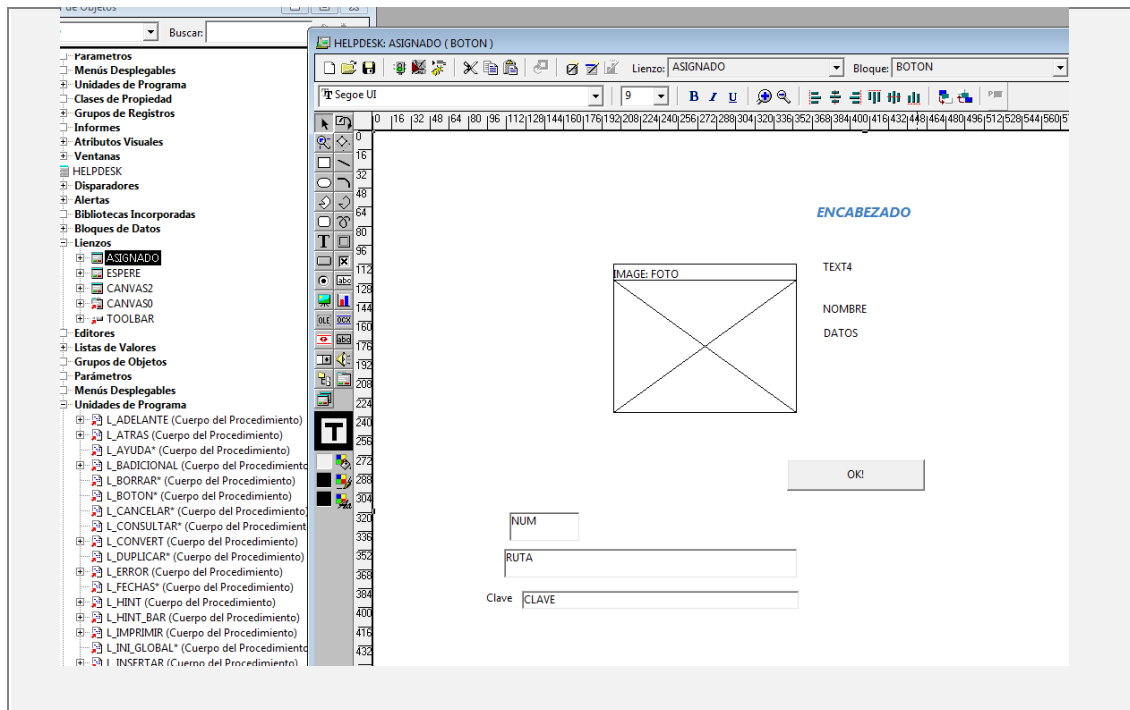 de Objetos
Buscar:
Parámetros
Menús Desplegables
Unidades de Programa
Clases de Propiedad
Grupos de Registros
Informes
Atributos Visuales
Ventanas
HELPDESK
Disparadores
Alertas
Bibliotecas Incorporadas
Bloques de Datos
Lienzos
ASIGNADO
ESPERE
CANVAS2
CANVAS0
TOOLBAR
Editores
Listas de Valores
Grupos de Objetos
Parámetros
Menús Desplegables
Unidades de Programa
L_ADELANTE (Cuerpo del Procedimiento)
L_ATRAS (Cuerpo del Procedimiento)
L_AYUDA* (Cuerpo del Procedimiento)
L_BADICIONAL (Cuerpo del Procedimiento
L_BORRAR* (Cuerpo del Procedimiento)
L_BOTON* (Cuerpo del Procedimiento)
L_CANCELAR* (Cuerpo del Procedimiento)
L_CONSULTAR* (Cuerpo del Procedimient
L_CONVERT (Cuerpo del Procedimiento)
L_DUPLICAR* (Cuerpo del Procedimiento)
L_ERROR (Cuerpo del Procedimiento)
L_FECHAS* (Cuerpo del Procedimiento)
L_HINT (Cuerpo del Procedimiento)
L_HINT_BAR (Cuerpo del Procedimiento)
L_IMPRIMIR (Cuerpo del Procedimiento)
L_INI_GLOBAL* (Cuerpo del Procedimiento
L_INSERTAR (Cuerpo del Procedimiento)
HELPDESK: ASIGNADO ( BOTON )
Lienzo: ASIGNADO Bloque: BOTON
Segoe UI 9 B I U
0 16 32 48 64 80 96 112 128 144 160 176 192 208 224 240 256 272 288 304 320 336 352 368 384 400 416 432 448 464 480 496 512 528 544 560
0
16
32
48
64
80
96
112
128
144
160
176
192
208
224
240
256
272
288
304
320
336
352
368
384
400
416
432
T
abc
OLE OCX
abc
T
Aa
ENCABEZADO
TEXT4
IMAGE: FOTO
NOMBRE
DATOS
OK!
NUM
RUTA
Clave CLAVE